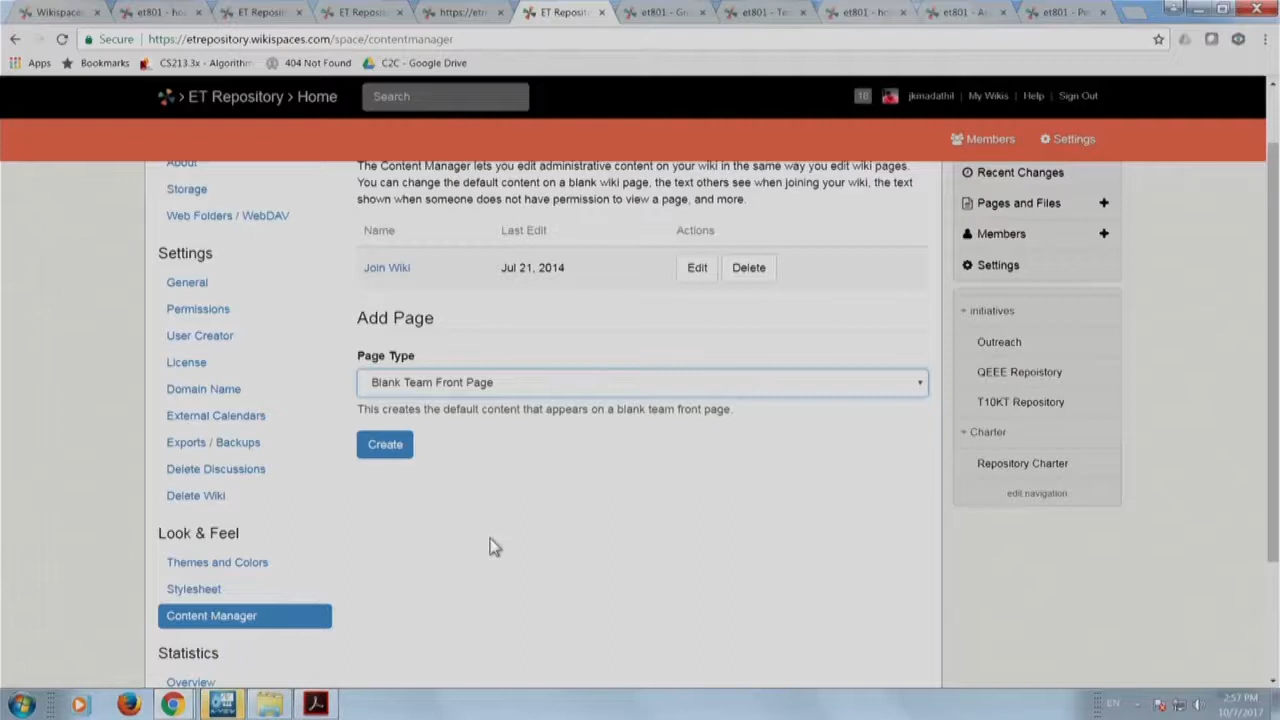 Wikispaces
et801 - ho
ET Reposi
ET Reposi
https://etre
ET Reposit
et801 - Gr
et801 - Te
et801 - ho
et801 - A
et801 - Pe
Secure
https://etrepository.wikispaces.com/space/contentmanager
Apps
Bookmarks
CS213.3x - Algorithm
404 Not Found
C2C - Google Drive
› ET Repository › Home
Search
10
jkmadathil | My Wikis | Help | Sign Out
Members
Settings
About
Storage
Web Folders / WebDAV
Settings
General
Permissions
User Creator
License
Domain Name
External Calendars
Exports / Backups
Delete Discussions
Delete Wiki
Look & Feel
Themes and Colors
Stylesheet
Content Manager
Statistics
Overview
The Content Manager lets you edit administrative content on your wiki in the same way you edit wiki pages.
You can change the default content on a blank wiki page, the text others see when joining your wiki, the text
shown when someone does not have permission to view a page, and more.
Name Last Edit Actions
Join Wiki Jul 21, 2014 Edit Delete
Add Page
Page Type
Blank Team Front Page
This creates the default content that appears on a blank team front page.
Create
Recent Changes
Pages and Files
Members
Settings
initiatives
Outreach
QEEE Repoistory
T10KT Repository
Charter
Repository Charter
edit navigation
EN
2:57 PM
10/7/2017